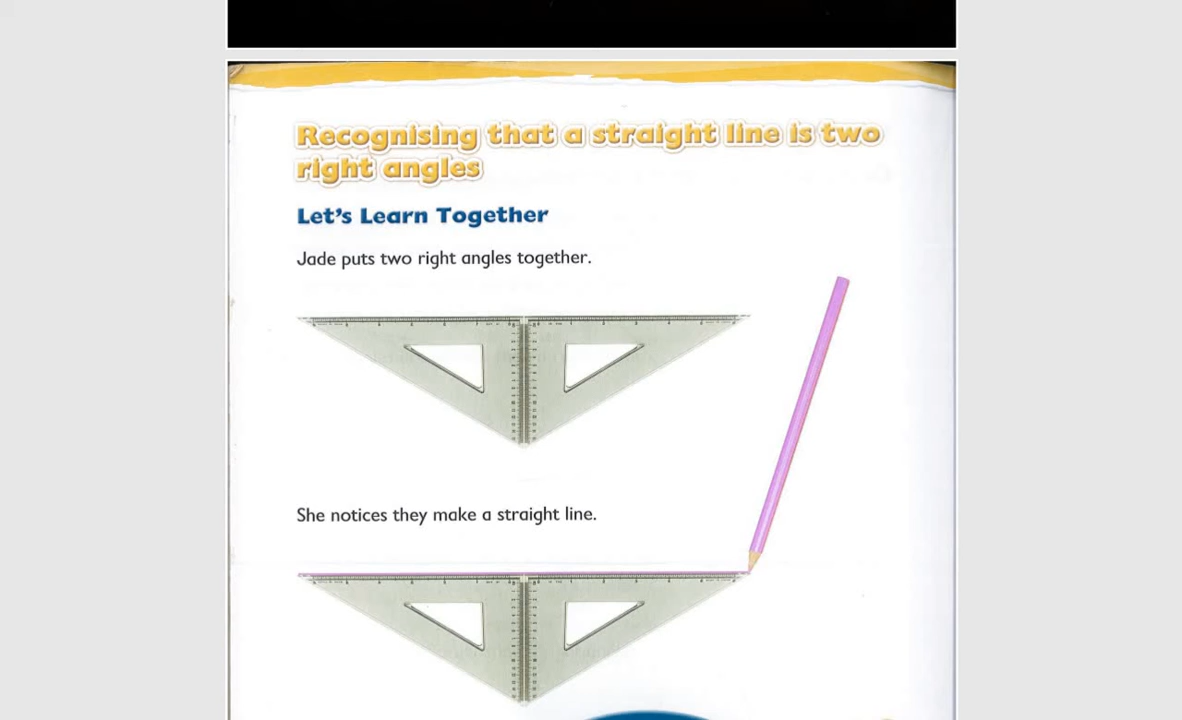 Recognising that a straight line is two
right angles
Let's Learn Together
Jade puts two right angles together.
She notices they make a straight line.